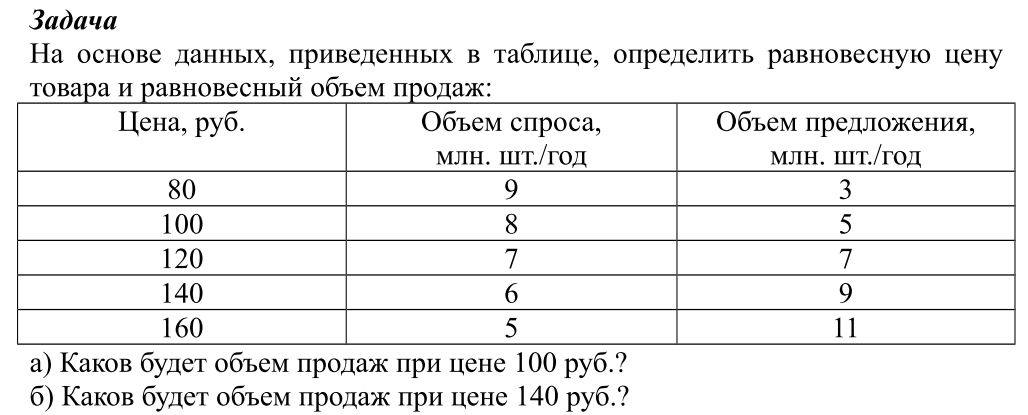 Задача
На основе данных, приведенных в таблице, определить равновесную цену
товара и равновесный объем продаж:
Цена, руб. Объем спроса, Объем предложения,
млн. шт./год млн. шт./год
80 9 3
100 8 5
120 7 7
140 6 9
160 5 11
а) Каков будет объем продаж при цене 100 руб.?
б) Каков будет объем продаж при цене 140 руб.?